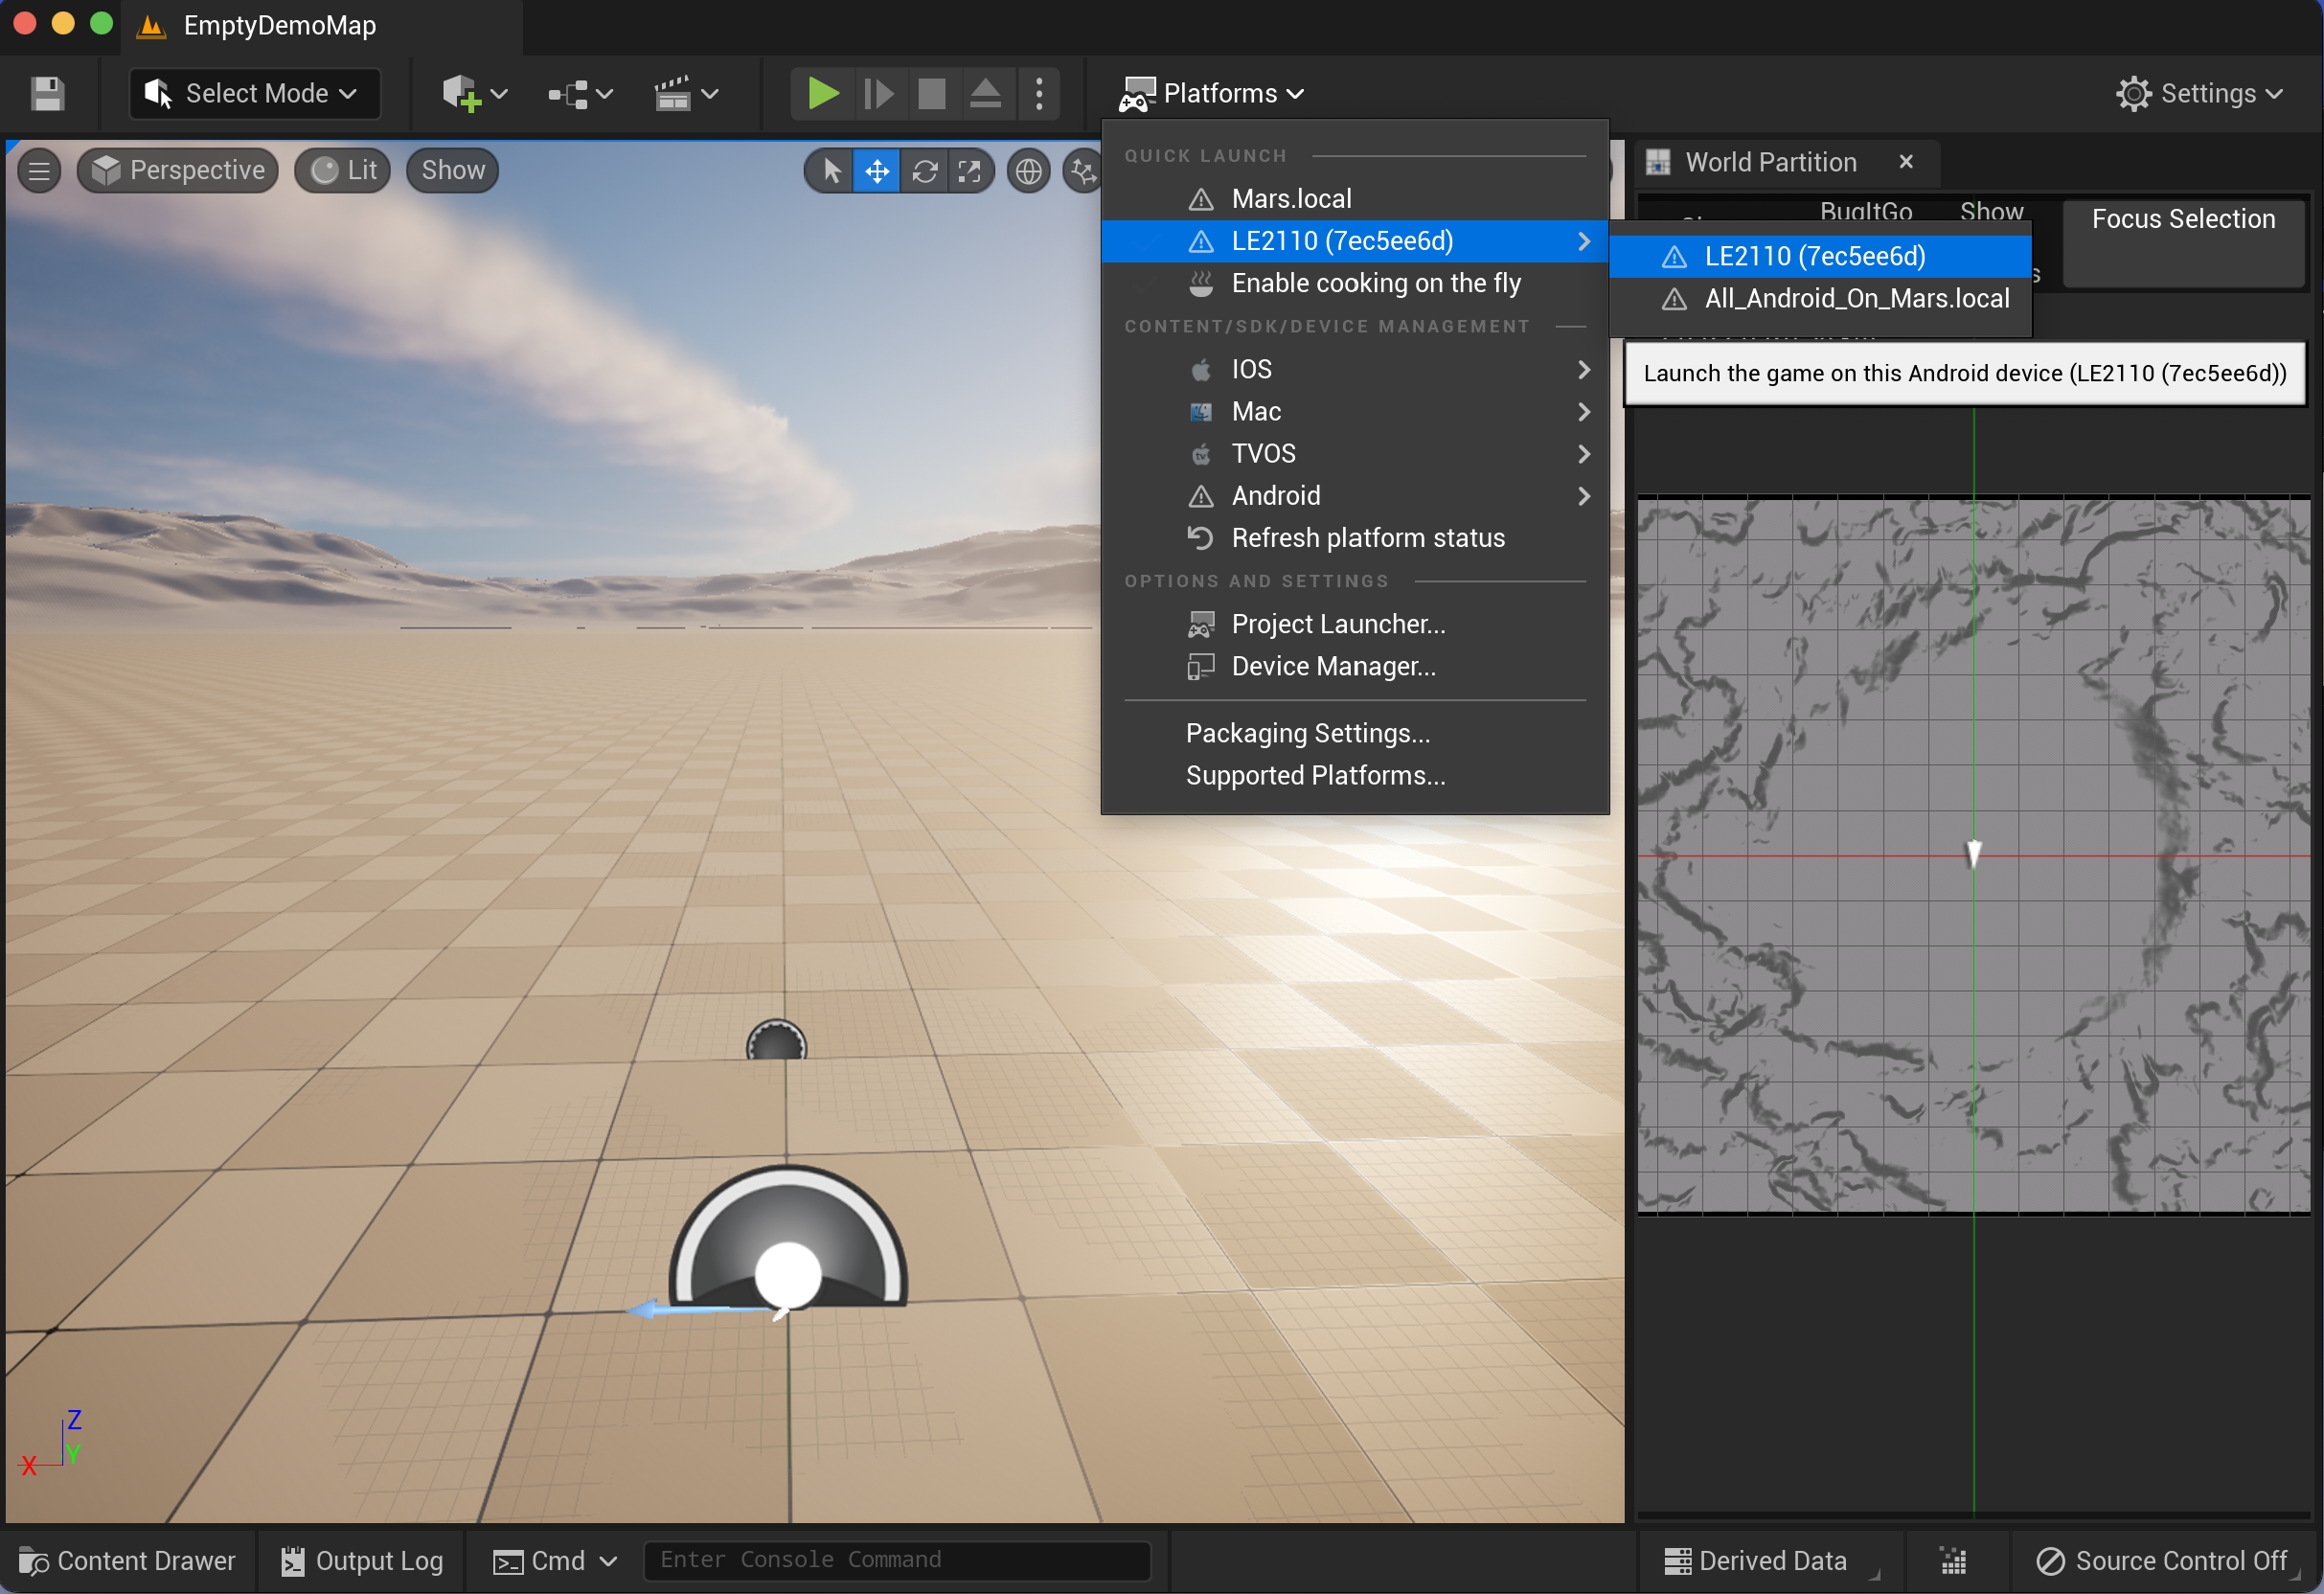 EmptyDemoMap
Select Mode
Platforms
Settings
Perspective
Lit
Show
QUICK LAUNCH
Mars.local
LE2110 (7ec5ee6d)
Enable cooking on the fly
CONTENT/SDK/DEVICE MANAGEMENT
IOS
Mac
TVOS
Android
Refresh platform status
OPTIONS AND SETTINGS
Project Launcher...
Device Manager...
Packaging Settings...
Supported Platforms...
LE2110 (7ec5ee6d)
All_Android_On_Mars.local
Launch the game on this Android device (LE2110 (7ec5ee6d))
World Partition
BugItGo
Show
Focus Selection
Z
Y
X
Content Drawer
Output Log
Cmd
Enter Console Command
Derived Data
Source Control Off